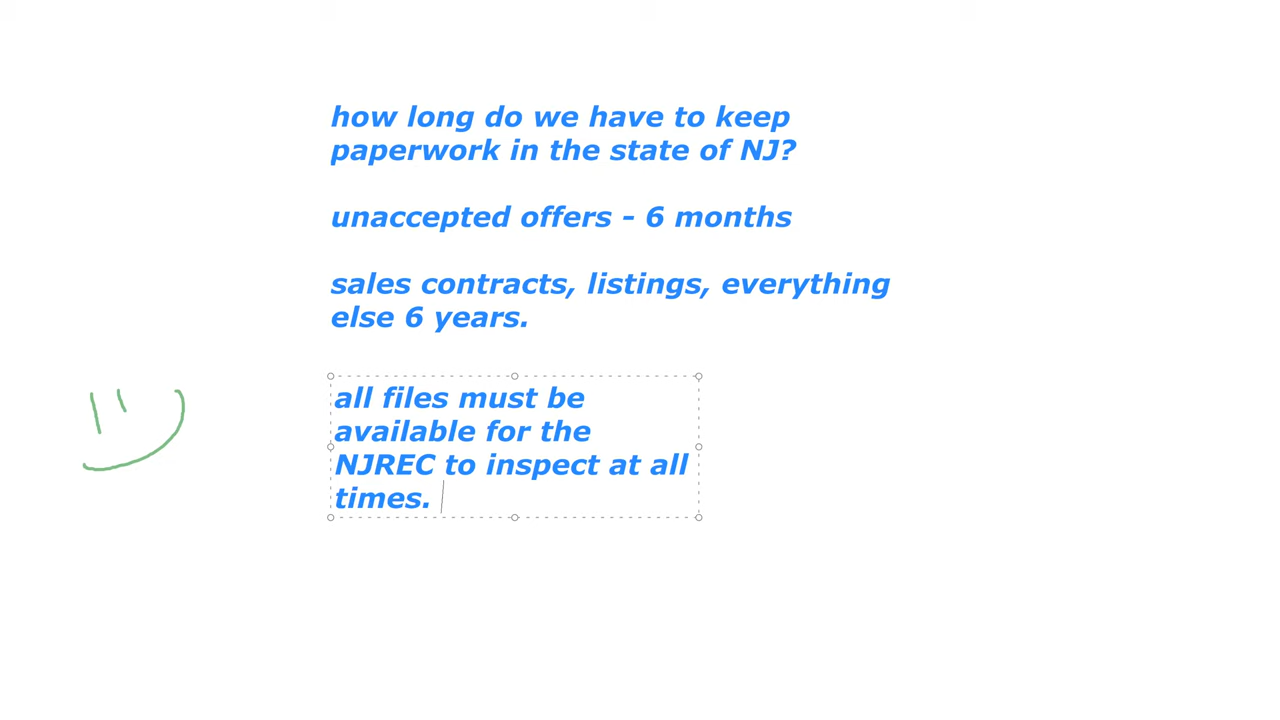 how long do we have to keep
paperwork in the state of NJ?
unaccepted offers - 6 months
sales contracts, listings, everything
else 6 years.
all files must be
available for the
NJREC to inspect at all
times.